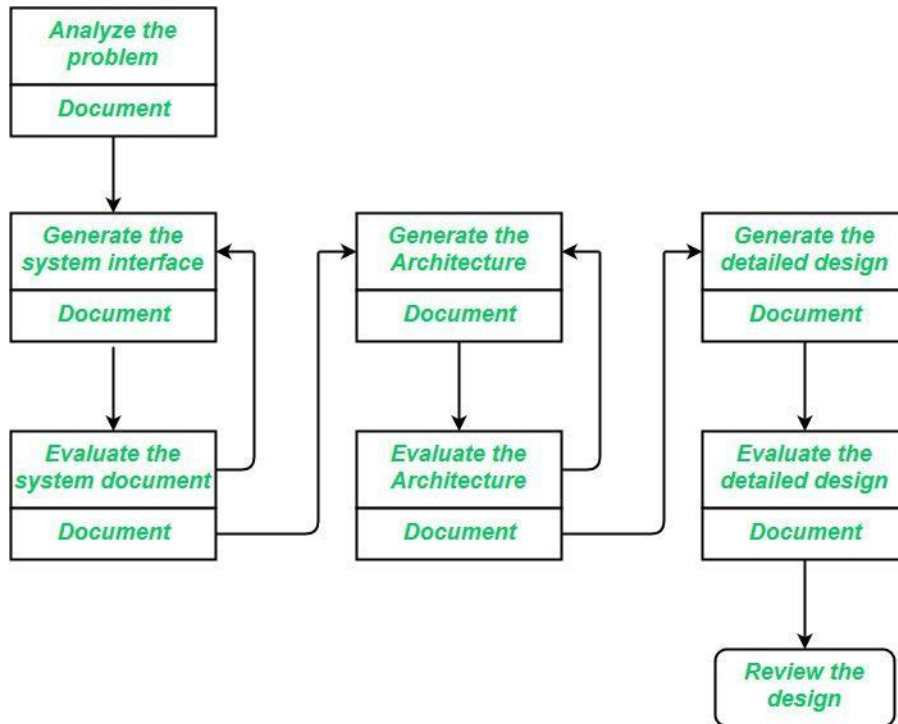 Analyze the
problem
Document
Generate the
system interface
Document
Evaluate the
system document
Document
Generate the
Architecture
Document
Evaluate the
Architecture
Document
Generate the
detailed design
Document
Evaluate the
detailed design
Document
Review the
design